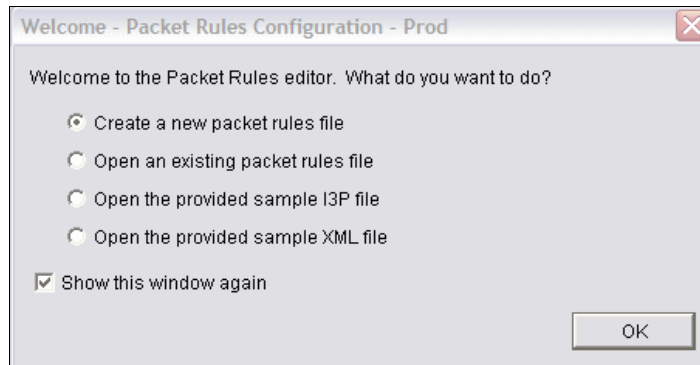 Welcome - Packet Rules Configuration - Prod
Welcome to the Packet Rules editor. What do you want to do?
Create a new packet rules file
Open an existing packet rules file
Open the provided sample I3P file
Open the provided sample XML file
Show this window again
OK